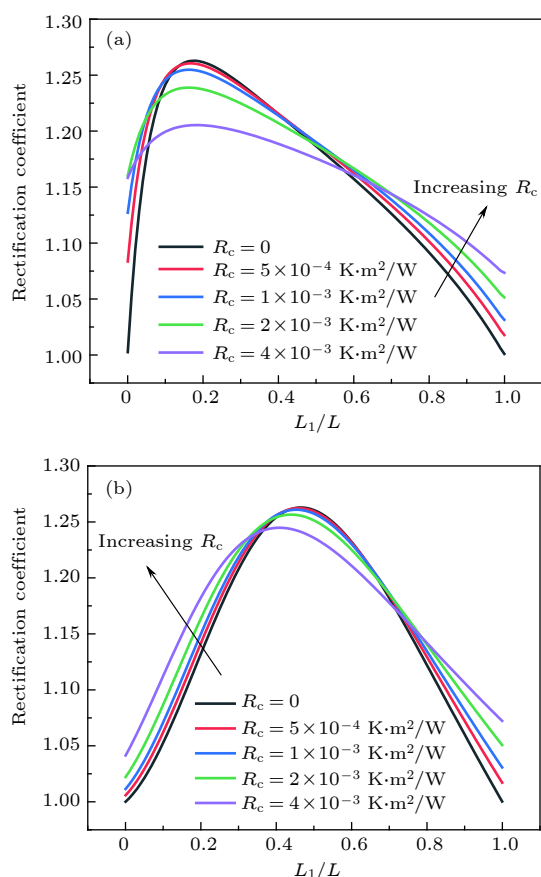 (a)
1.30
1.25
1.20
1.15
1.10
1.05
1.00
Rectification coefficient
Increasing R_c
R_c = 0
R_c = 5×10⁻⁴ K·m²/W
R_c = 1×10⁻³ K·m²/W
R_c = 2×10⁻³ K·m²/W
R_c = 4×10⁻³ K·m²/W
0 0.2 0.4 0.6 0.8 1.0
L₁/L
(b)
1.30
1.25
1.20
1.15
1.10
1.05
1.00
Rectification coefficient
Increasing R_c
R_c = 0
R_c = 5×10⁻⁴ K·m²/W
R_c = 1×10⁻³ K·m²/W
R_c = 2×10⁻³ K·m²/W
R_c = 4×10⁻³ K·m²/W
0 0.2 0.4 0.6 0.8 1.0
L₁/L